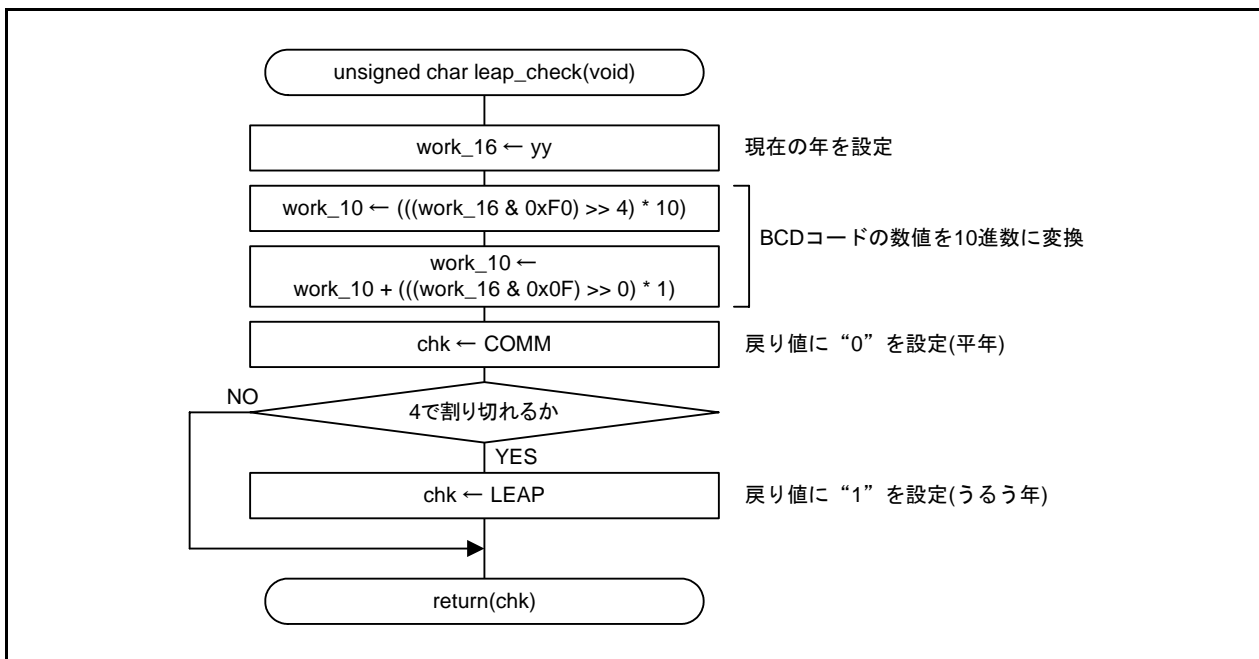 unsigned char leap_check(void)
work_16 ← yy
現在の年を設定
work_10 ← (((work_16 & 0xF0) >> 4) * 10)
work_10 ←
work_10 + (((work_16 & 0x0F) >> 0) * 1)
BCDコードの数値を10進数に変換
chk ← COMM
戻り値に“0”を設定(平年)
NO
4で割り切れるか
YES
chk ← LEAP
戻り値に“1”を設定(うるう年)
return(chk)